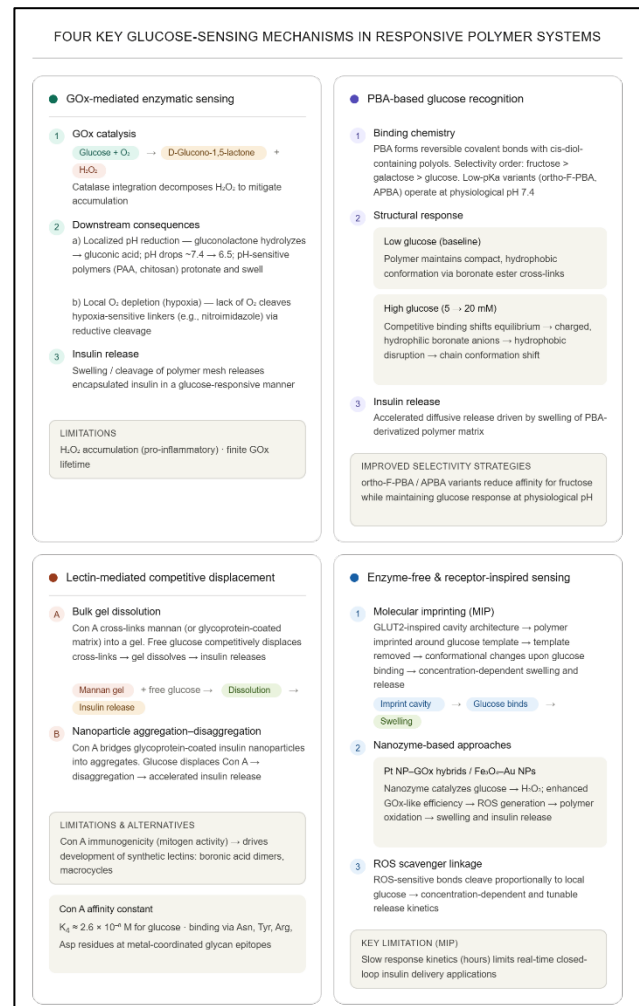 FOUR KEY GLUCOSE-SENSING MECHANISMS IN RESPONSIVE POLYMER SYSTEMS
GOx-mediated enzymatic sensing
1 GOx catalysis
Glucose + O₂ → D-Glucono-1,5-lactone +
H₂O₂
Catalase integration decomposes H₂O₂ to mitigate
accumulation
2 Downstream consequences
a) Localized pH reduction — gluconolactone hydrolyzes
→ gluconic acid; pH drops ~7.4 → 6.5; pH-sensitive
polymers (PAA, chitosan) protonate and swell
b) Local O₂ depletion (hypoxia) — lack of O₂ cleaves
hypoxia-sensitive linkers (e.g., nitroimidazole) via
reductive cleavage
3 Insulin release
Swelling / cleavage of polymer mesh releases
encapsulated insulin in a glucose-responsive manner
LIMITATIONS
H₂O₂ accumulation (pro-inflammatory) · finite GOx
lifetime
PBA-based glucose recognition
1 Binding chemistry
PBA forms reversible covalent bonds with cis-diol-
containing polyols. Selectivity order: fructose >
galactose > glucose. Low-pKa variants (ortho-F-PBA,
APBA) operate at physiological pH 7.4
2 Structural response
Low glucose (baseline)
Polymer maintains compact, hydrophobic
conformation via boronate ester cross-links
High glucose (5 → 20 mM)
Competitive binding shifts equilibrium → charged,
hydrophilic boronate anions → hydrophobic
disruption → chain conformation shift
3 Insulin release
Accelerated diffusive release driven by swelling of PBA-
derivatized polymer matrix
IMPROVED SELECTIVITY STRATEGIES
ortho-F-PBA / APBA variants reduce affinity for fructose
while maintaining glucose response at physiological pH
Lectin-mediated competitive displacement
A Bulk gel dissolution
Con A cross-links mannan (or glycoprotein-coated
matrix) into a gel. Free glucose competitively displaces
cross-links → gel dissolves → insulin releases
Mannan gel + free glucose → Dissolution →
Insulin release
B Nanoparticle aggregation–disaggregation
Con A bridges glycoprotein-coated insulin nanoparticles
into aggregates. Glucose displaces Con A →
disaggregation → accelerated insulin release
LIMITATIONS & ALTERNATIVES
Con A immunogenicity (mitogen activity) → drives
development of synthetic lectins: boronic acid dimers,
macrocycles
Con A affinity constant
≈ 2.6 × M for glucose · binding via Asn, Tyr, Arg,
Asp residues at metal-coordinated glycan epitopes
Enzyme-free & receptor-inspired sensing
1 Molecular imprinting (MIP)
GLUT2-inspired cavity architecture → polymer
imprinted around glucose template → template
removed → conformational changes upon glucose
binding → concentration-dependent swelling and
release
Imprint cavity → Glucose binds →
Swelling
2 Nanozyme-based approaches
Pt NP–GOx hybrids / Fe₃O₄–Au NPs
Nanozyme catalyzes glucose → H₂O₂; enhanced
GOx-like efficiency → ROS generation → polymer
oxidation → swelling and insulin release
3 ROS scavenger linkage
ROS-sensitive bonds cleave proportionally to local
glucose → concentration-dependent and tunable
release kinetics
KEY LIMITATION (MIP)
Slow response kinetics (hours) limits real-time closed-
loop insulin delivery applications